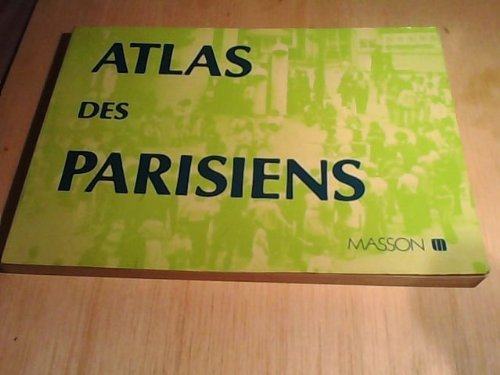 ATLAS
DES
PARISIENS
MASSON